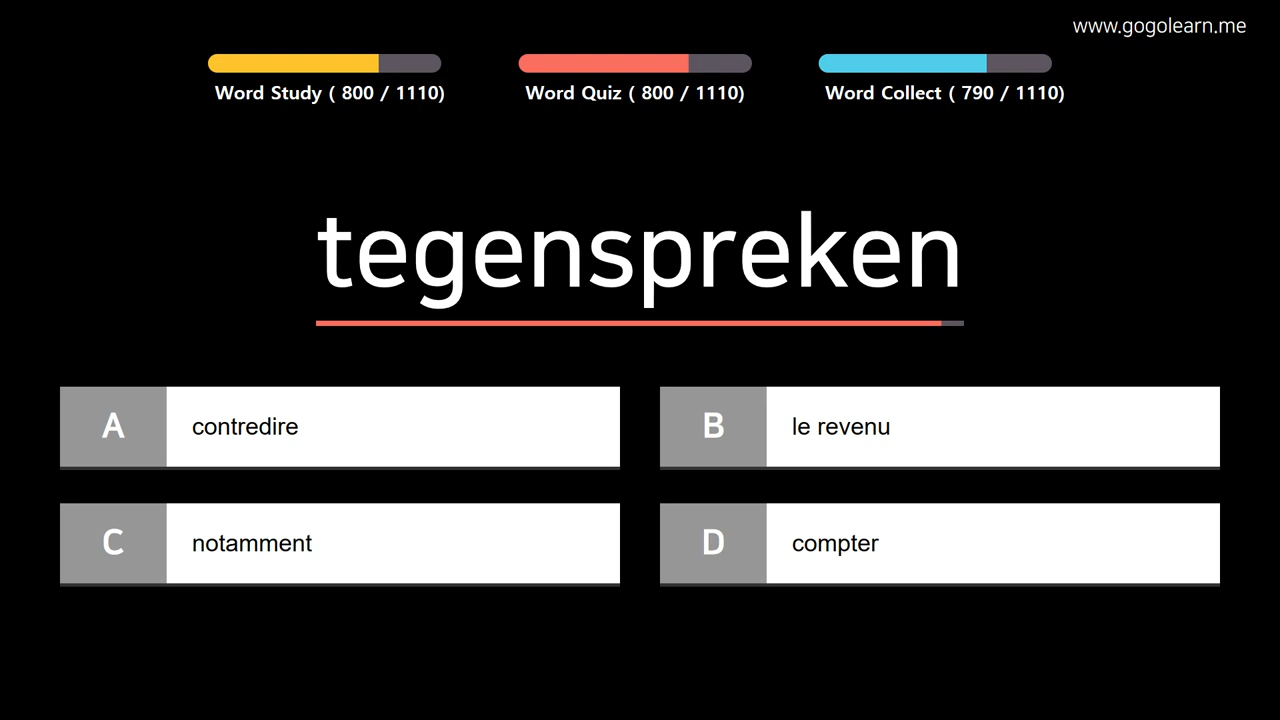 www.gogolearn.me
Word Study ( 800 / 1110)
Word Quiz ( 800 / 1110)
Word Collect ( 790 / 1110)
tegenspreken
A contredire
B le revenu
C notamment
D compter